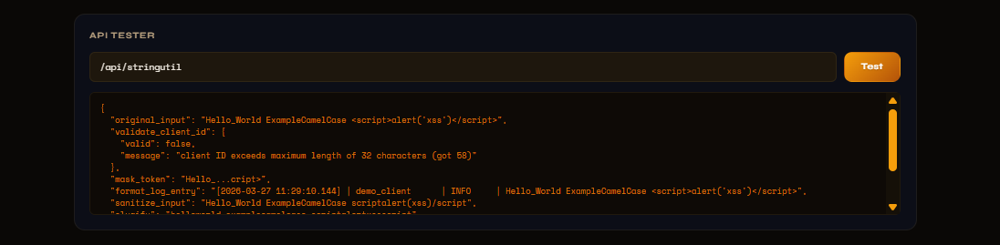 API TESTER
/api/stringutil
Test
{
"original_input": "Hello_World ExampleCamelCase <script>alert('xss')</script>",
"validate_client_id": {
"valid": false,
"message": "client ID exceeds maximum length of 32 characters (got 58)"
},
"mask_token": "Hello_...cript>",
"format_log_entry": "[2026-03-27 11:29:10.144] | demo_client | INFO | Hello_World ExampleCamelCase <script>alert('xss')</script>",
"sanitize_input": "Hello_World ExampleCamelCase scriptalert(xss)/script",